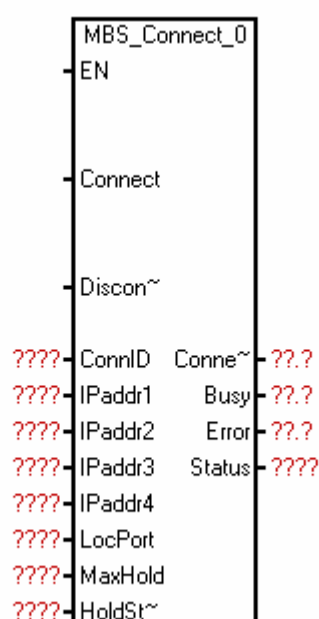 MBS_Connect_0
EN
Connect
Discon~
???? ConnID Conne~ ??.?
???? IPaddr1 Busy ??.?
???? IPaddr2 Error ??.?
???? IPaddr3 Status ????
???? IPaddr4
???? LocPort
???? MaxHold
???? HoldSt~